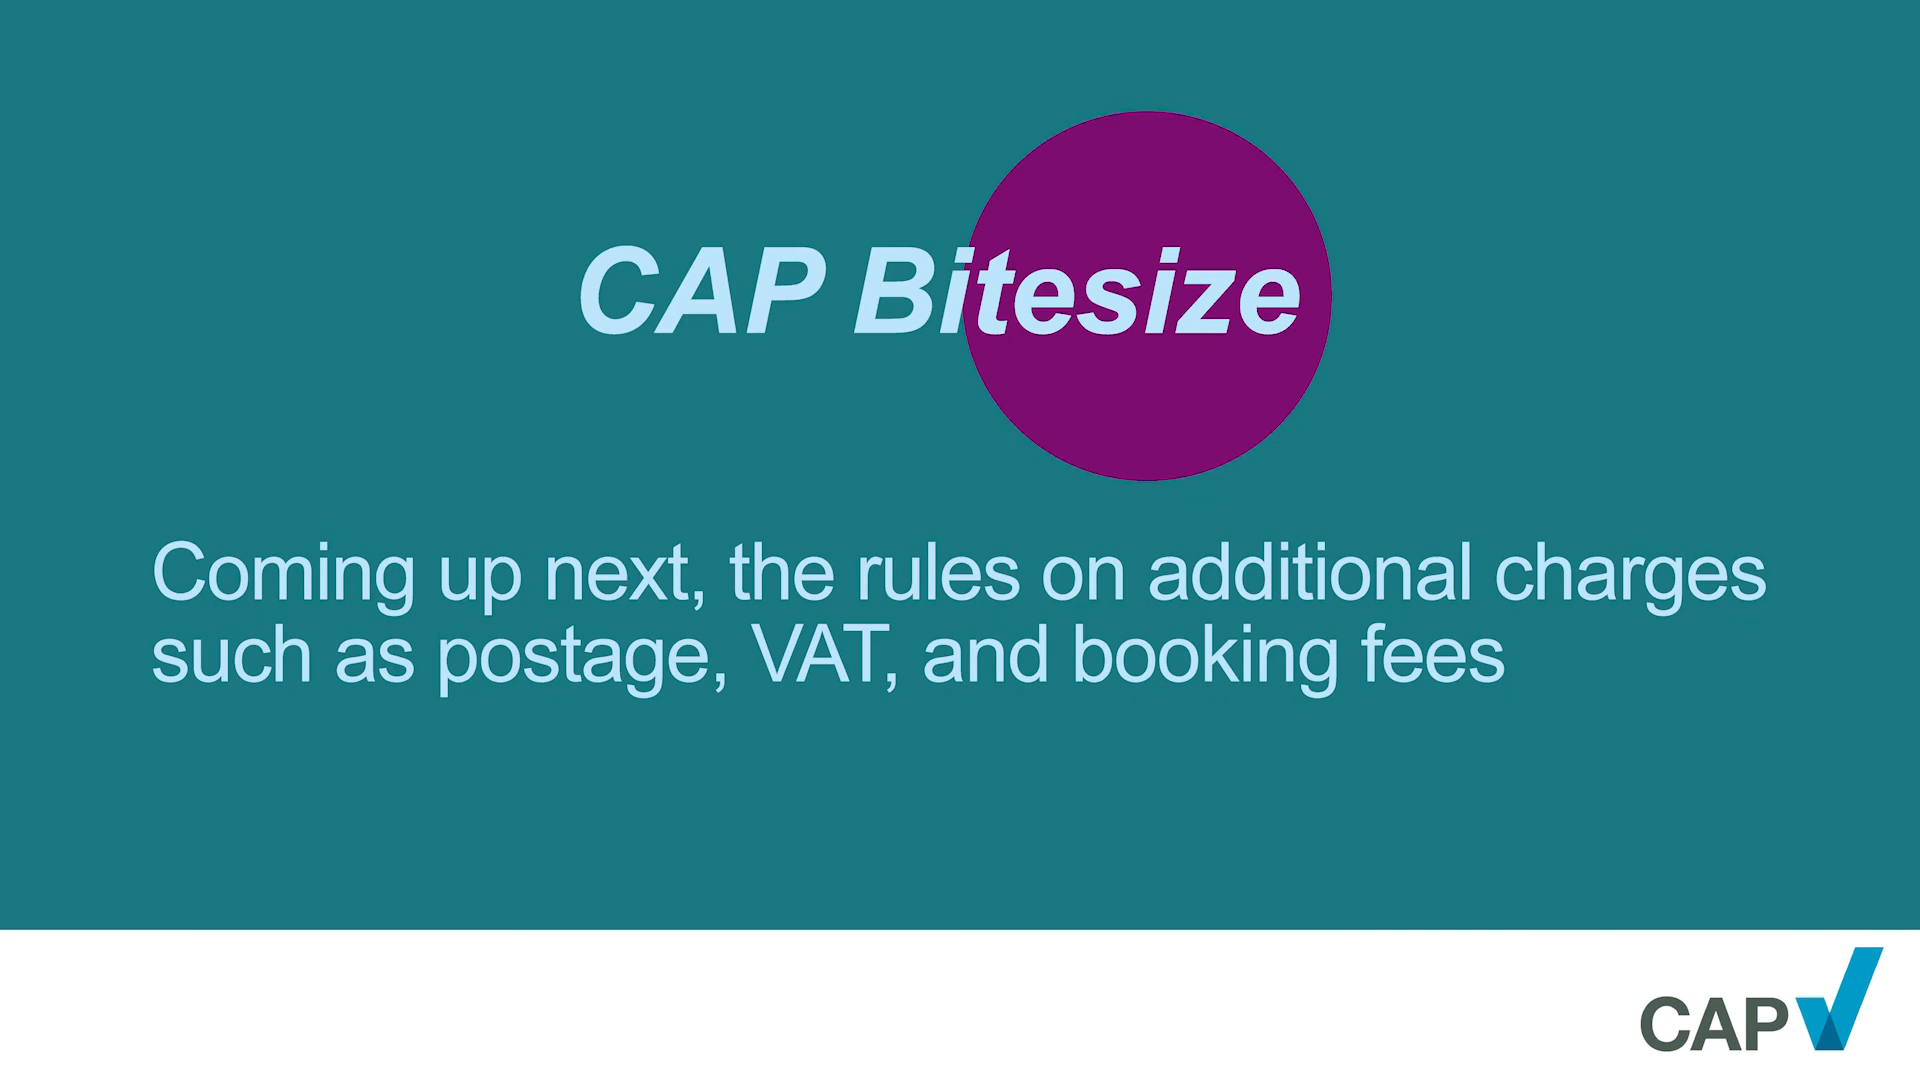 CAP Bitesize
Coming up next, the rules on additional charges
such as postage, VAT, and booking fees
CAP